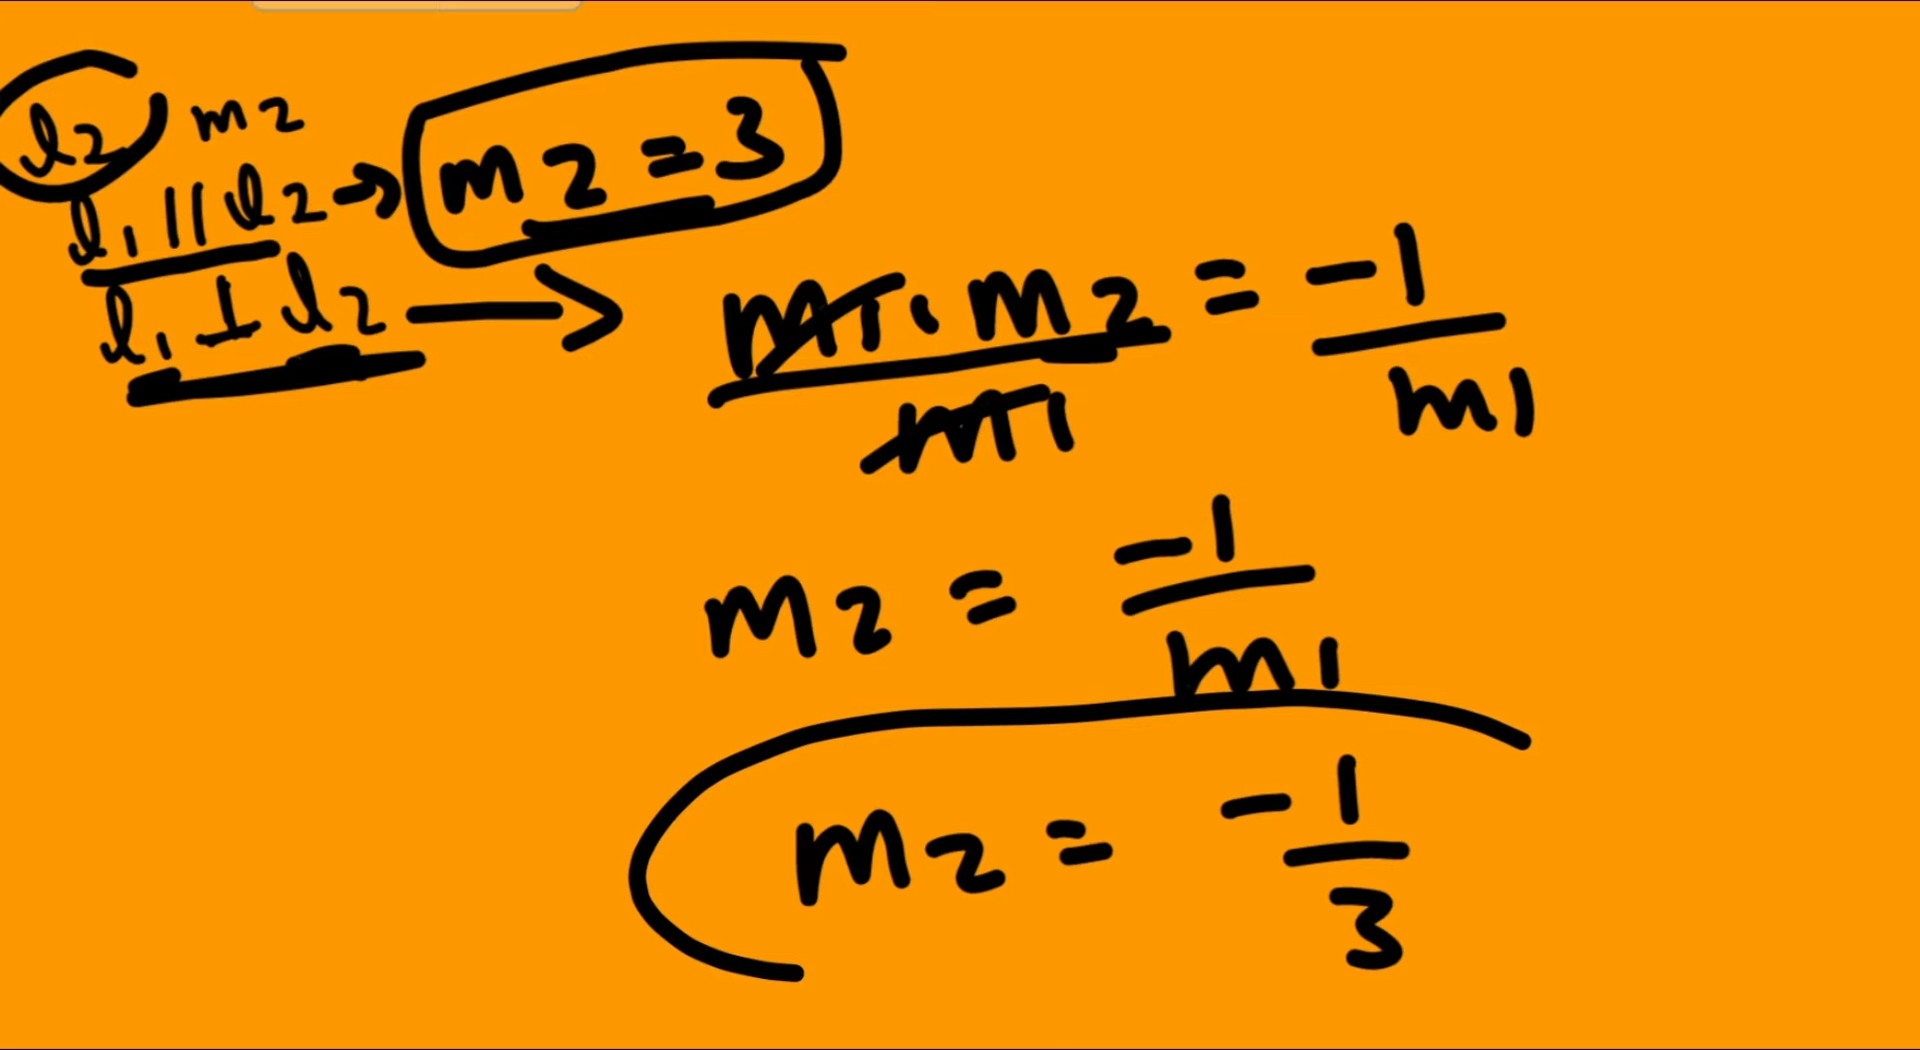 l2 m2
l1 || l2 → m2 = 3
l1 ⊥ l2 → m1 · m2 / m1 = -1 / m1
m2 = -1 / m1
m2 = -1 / 3